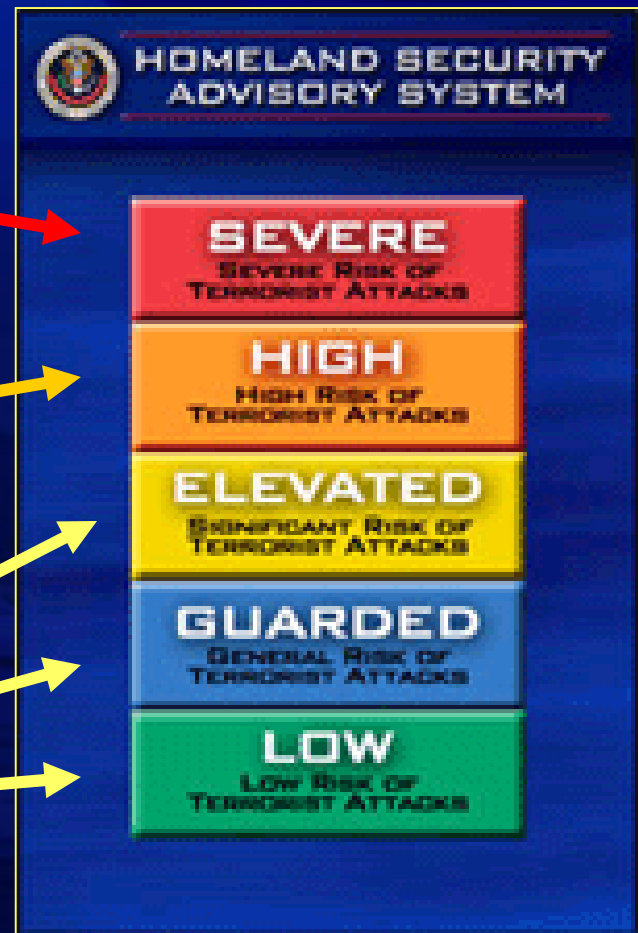 HOMELAND SECURITY
ADVISORY SYSTEM
SEVERE
SEVERE RISK OF
TERRORIST ATTACKS
HIGH
HIGH RISK OF
TERRORIST ATTACKS
ELEVATED
SIGNIFICANT RISK OF
TERRORIST ATTACKS
GUARDED
GENERAL RISK OF
TERRORIST ATTACKS
LOW
LOW RISK OF
TERRORIST ATTACKS